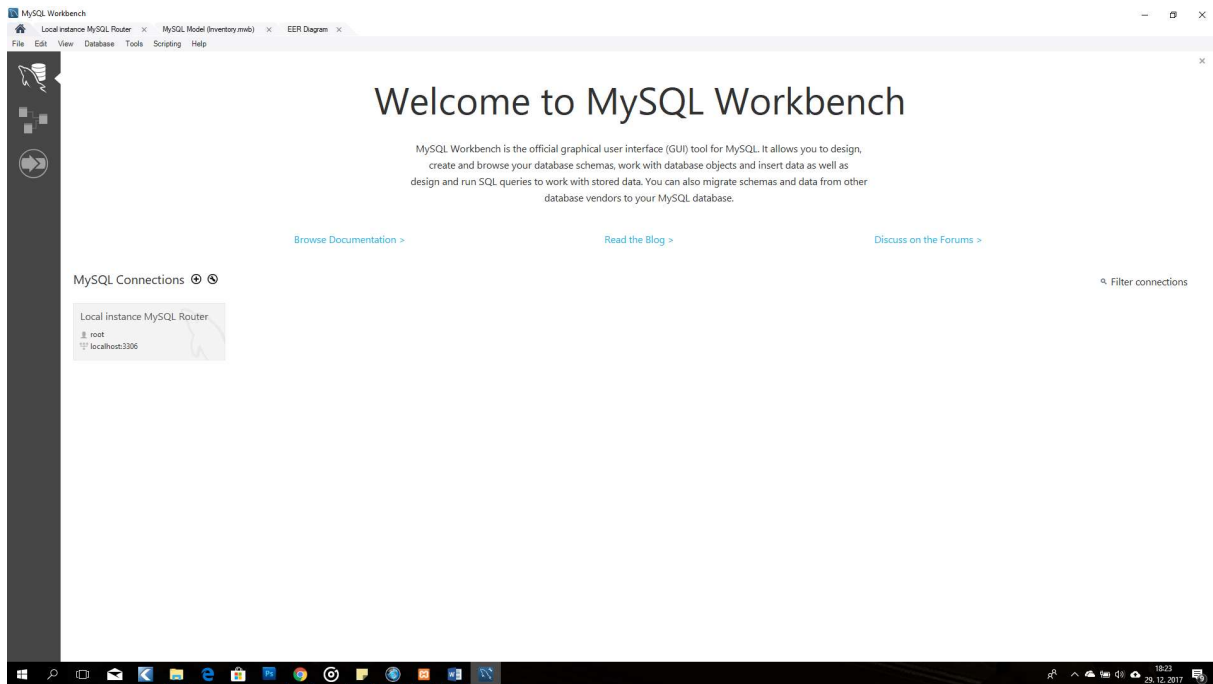 MySQL Workbench
Local instance MySQL Router MySQL Model (Inventory.mwb) EER Diagram
File Edit View Database Tools Scripting Help
Welcome to MySQL Workbench
MySQL Workbench is the official graphical user interface (GUI) tool for MySQL. It allows you to design,
create and browse your database schemas, work with database objects and insert data as well as
design and run SQL queries to work with stored data. You can also migrate schemas and data from other
database vendors to your MySQL database.
Browse Documentation > Read the Blog > Discuss on the Forums >
MySQL Connections Filter connections
Local instance MySQL Router
root
localhost:3306
Ps
W
18:23
29. 12. 2017